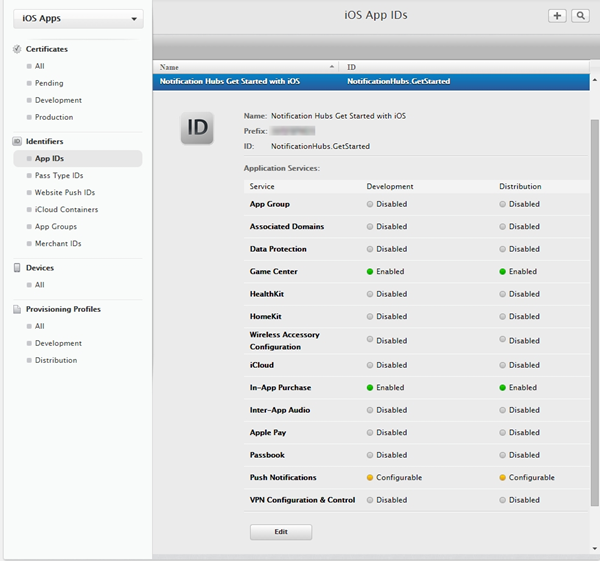 iOS Apps
iOS App IDs
Certificates
All
Pending
Development
Production
Identifiers
App IDs
Pass Type IDs
Website Push IDs
iCloud Containers
App Groups
Merchant IDs
Devices
All
Provisioning Profiles
All
Development
Distribution
Name ID
Notification Hubs Get Started with iOS NotificationHubs.GetStarted
ID
Name: Notification Hubs Get Started with iOS
Prefix:
ID: NotificationHubs.GetStarted
Application Services:
Service Development Distribution
App Group Disabled Disabled
Associated Domains Disabled Disabled
Data Protection Disabled Disabled
Game Center Enabled Enabled
HealthKit Disabled Disabled
HomeKit Disabled Disabled
Wireless Accessory
Configuration Disabled Disabled
iCloud Disabled Disabled
In-App Purchase Enabled Enabled
Inter-App Audio Disabled Disabled
Apple Pay Disabled Disabled
Passbook Disabled Disabled
Push Notifications Configurable Configurable
VPN Configuration & Control Disabled Disabled
Edit